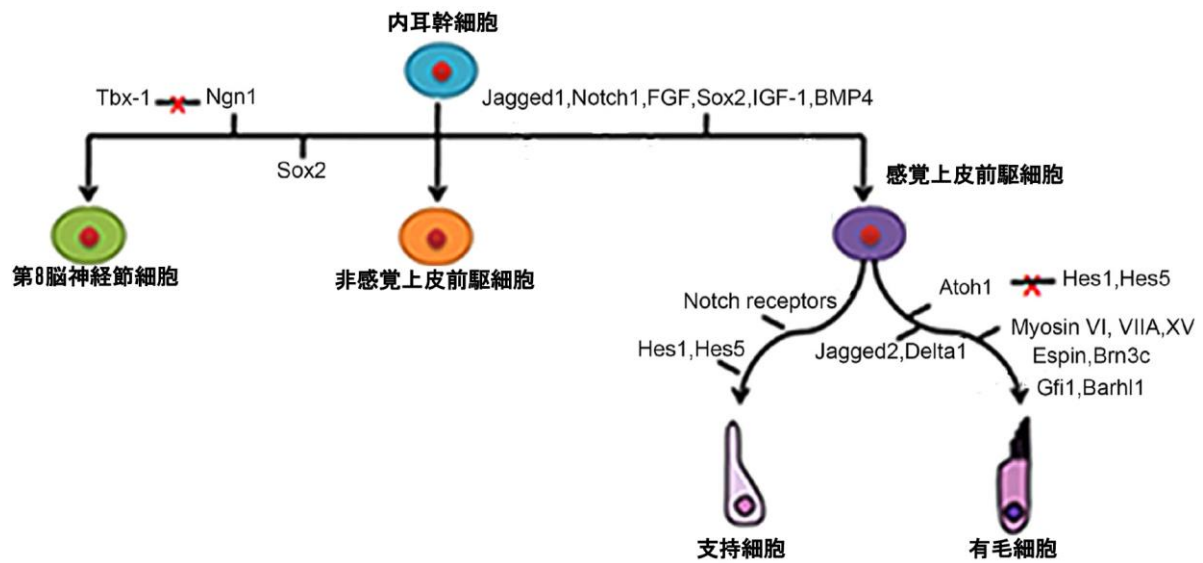 内耳幹細胞
Tbx-1 Ngn1
Jagged1,Notch1,FGF,Sox2,IGF-1,BMP4
Sox2
感覚上皮前駆細胞
第8脳神経節細胞
非感覚上皮前駆細胞
Notch receptors
Atoh1
Hes1,Hes5
Hes1,Hes5
Jagged2,Delta1
Myosin VI, VIIA,XV
Espin,Brn3c
Gfi1,Barhl1
支持細胞
有毛細胞